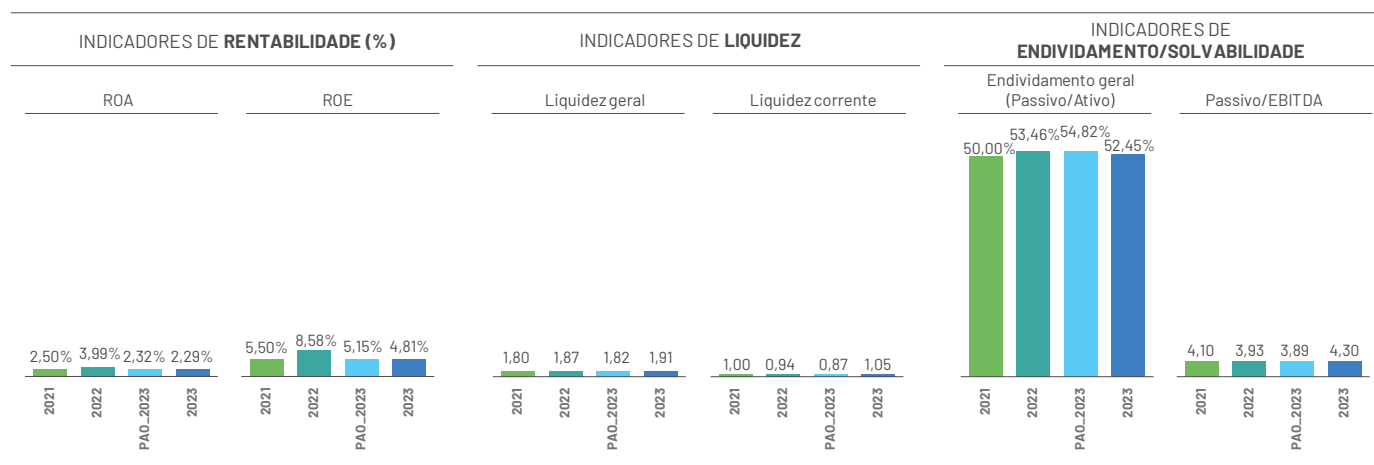 INDICADORES DE RENTABILIDADE (%)
ROA
2,50% 3,99% 2,32% 2,29%
2021 2022 PAO_2023 2023
ROE
5,50% 8,58% 5,15% 4,81%
2021 2022 PAO_2023 2023
INDICADORES DE LIQUIDEZ
Liquidez geral
1,80 1,87 1,82 1,91
2021 2022 PAO_2023 2023
Liquidez corrente
1,00 0,94 0,87 1,05
2021 2022 PAO_2023 2023
INDICADORES DE
ENDIVIDAMENTO/SOLVABILIDADE
Endividamento geral
(Passivo/Ativo)
50,00% 53,46% 54,82% 52,45%
2021 2022 PAO_2023 2023
Passivo/EBITDA
4,10 3,93 3,89 4,30
2021 2022 PAO_2023 2023